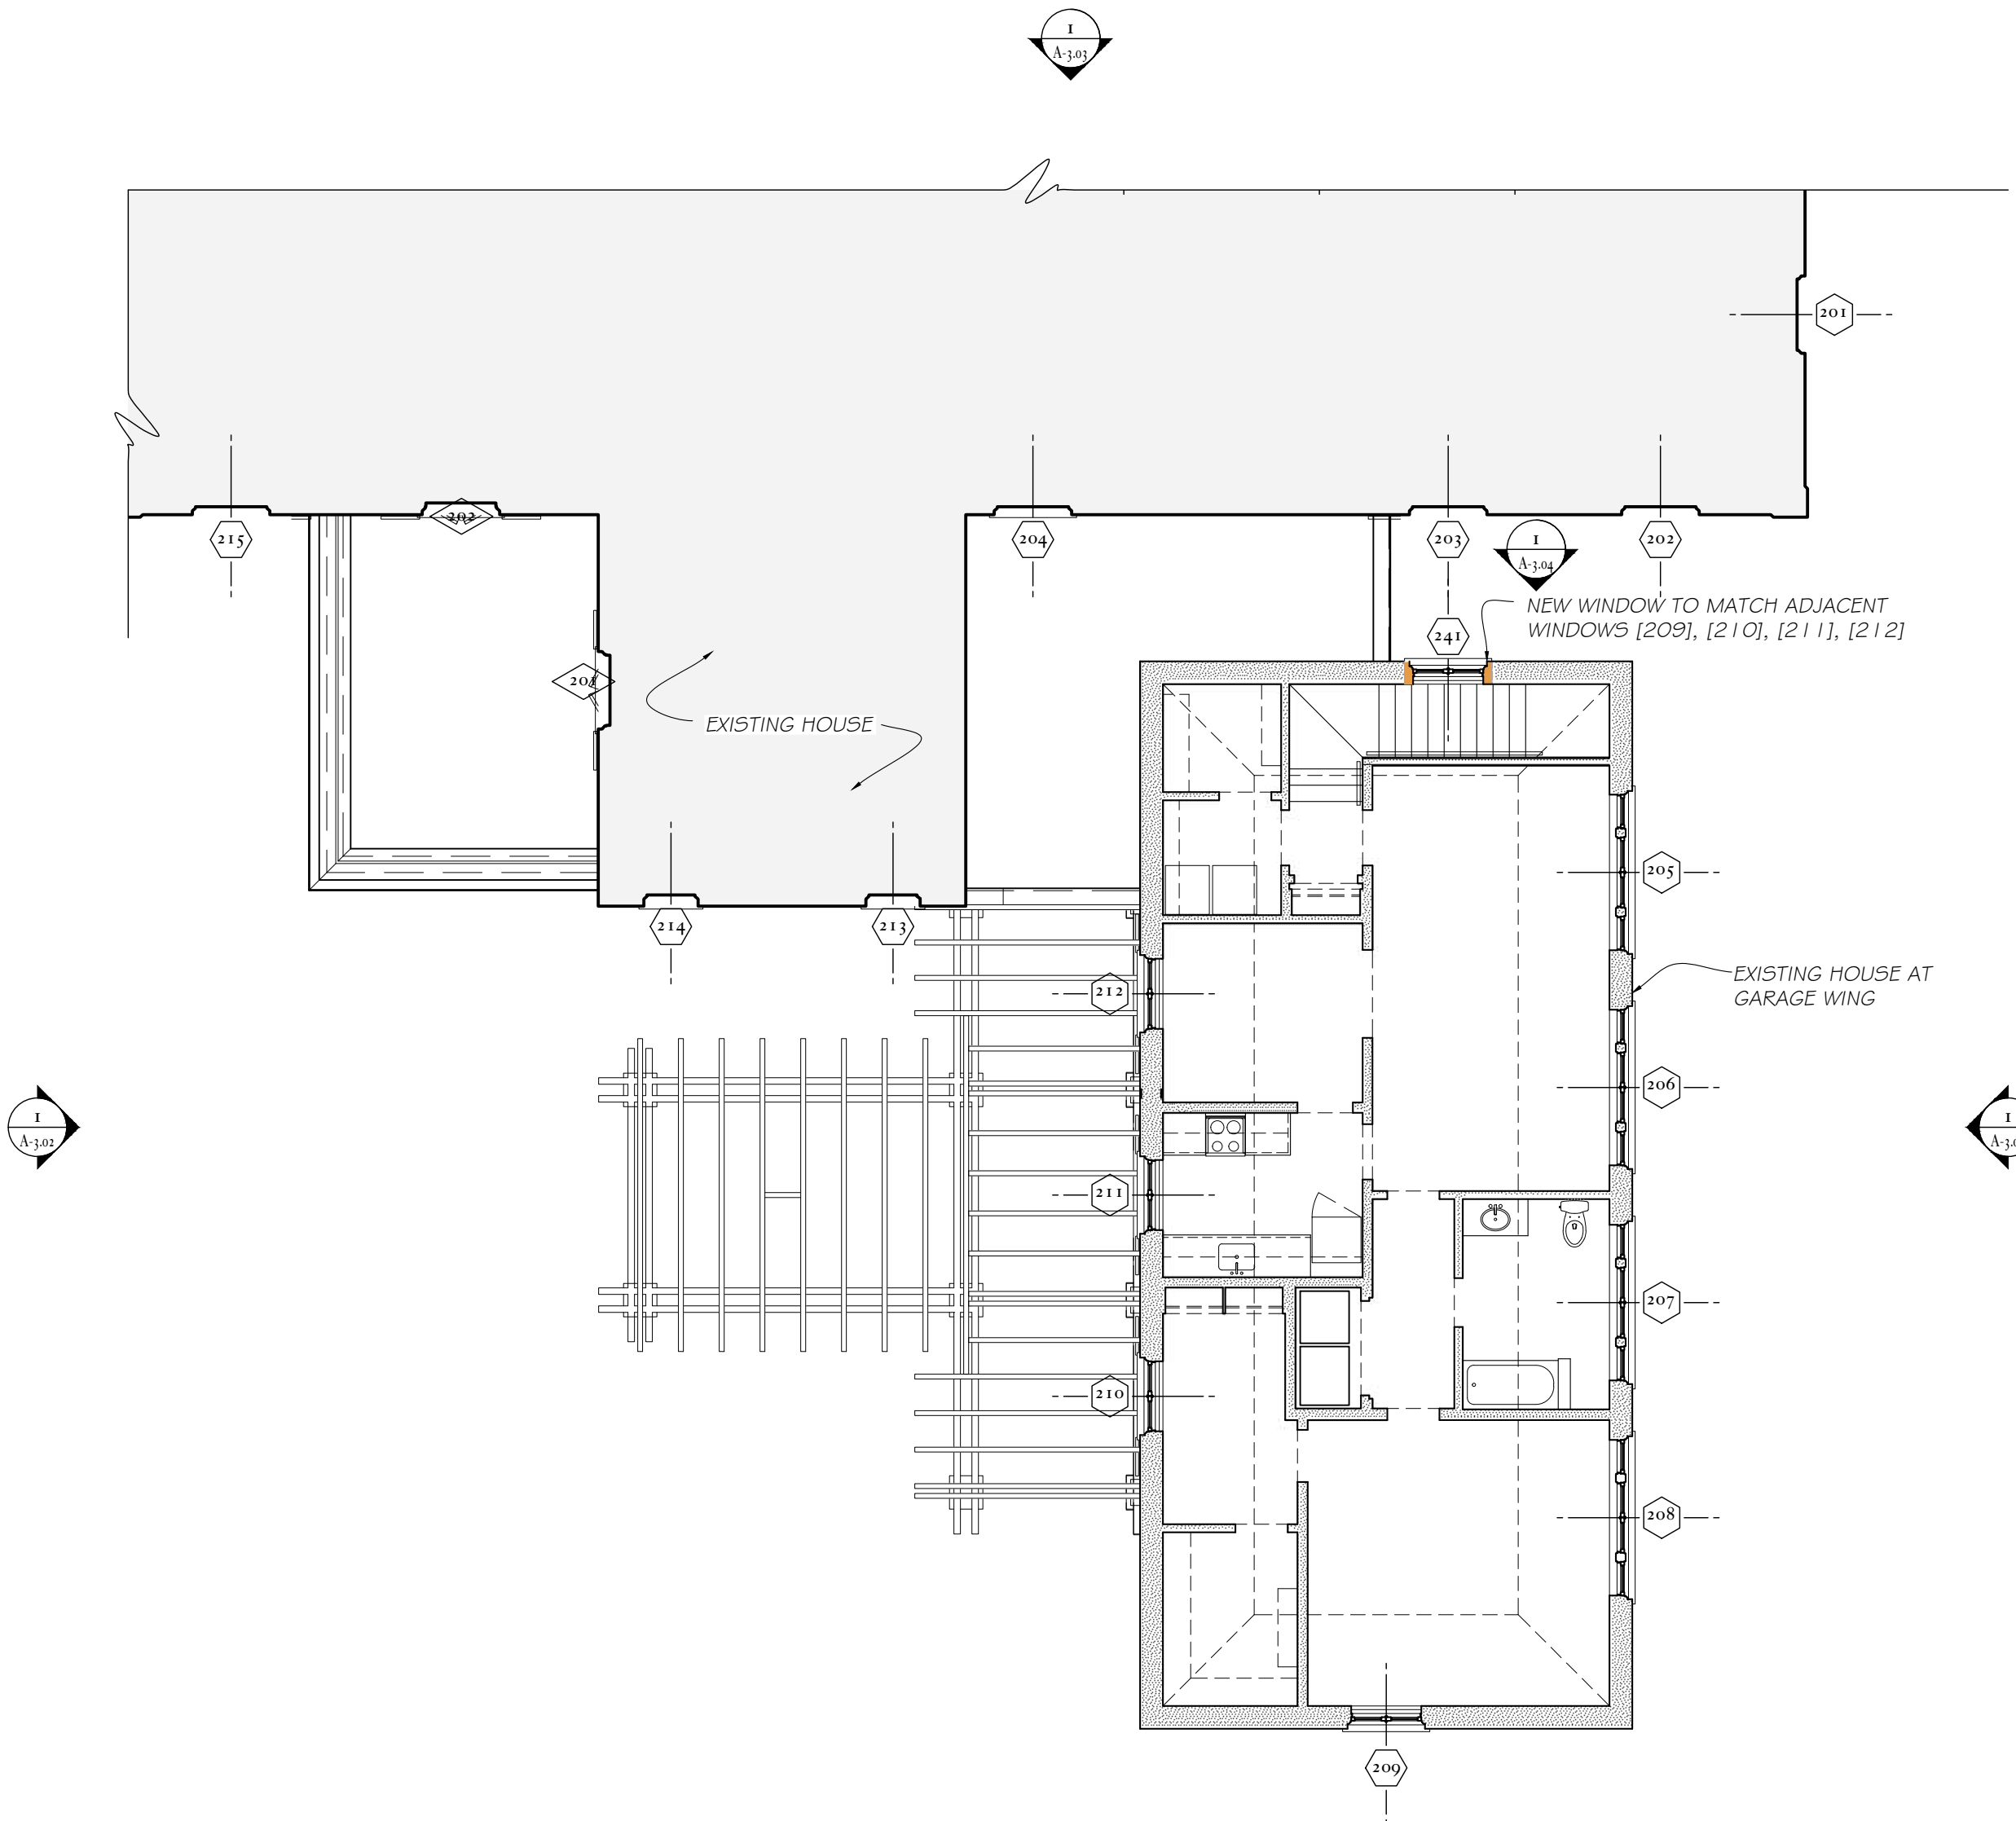 1
A-3.03
201
202
215
204
203
202
1
A-3.04
NEW WINDOW TO MATCH ADJACENT
WINDOWS [209], [210], [211], [212]
241
201
EXISTING HOUSE
205
214
213
EXISTING HOUSE AT
GARAGE WING
212
206
1
A-3.02
1
211
207
210
208
209